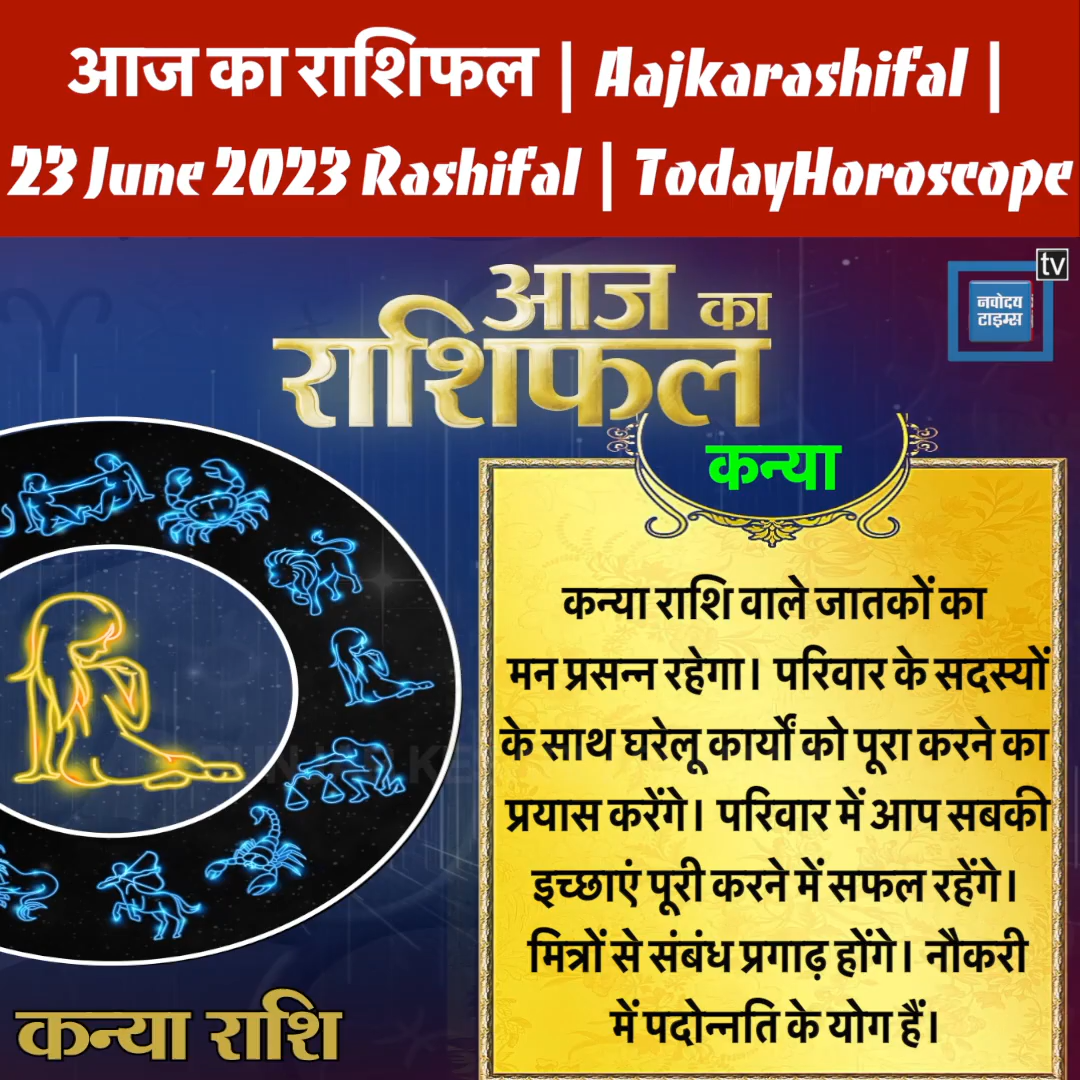 आज का राशिफल | Aajkarashifal |
23 June 2023 Rashifal | TodayHoroscope
tv
नवोदय
टाइम्स
आज का
राशिफल
कन्या
कन्या राशि वाले जातकों का
मन प्रसन्न रहेगा। परिवार के सदस्यों
के साथ घरेलू कार्यों को पूरा करने का
प्रयास करेंगे। परिवार में आप सबकी
इच्छाएं पूरी करने में सफल रहेंगे।
मित्रों से संबंध प्रगाढ़ होंगे। नौकरी
में पदोन्नति के योग हैं।
कन्या राशि